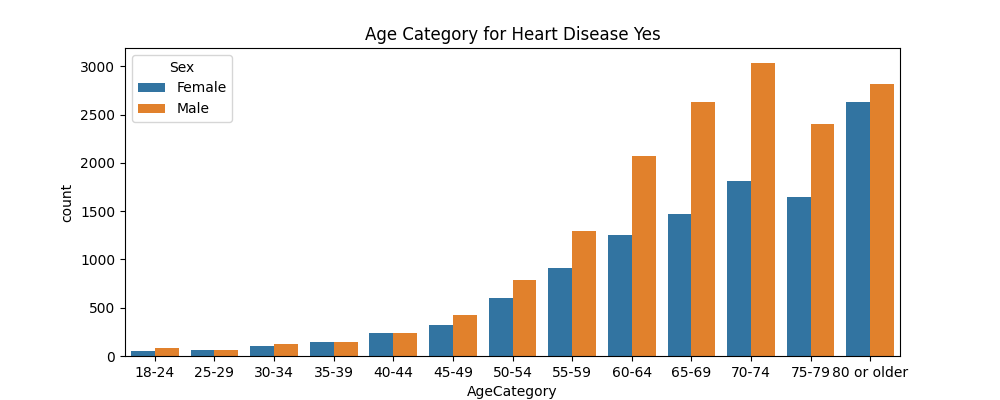 Age Category for Heart Disease Yes
Sex
Female
Male
3000
2500
2000
1500
1000
500
0
count
18-24 25-29 30-34 35-39 40-44 45-49 50-54 55-59 60-64 65-69 70-74 75-79 80 or older
AgeCategory